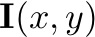 I(x, y)